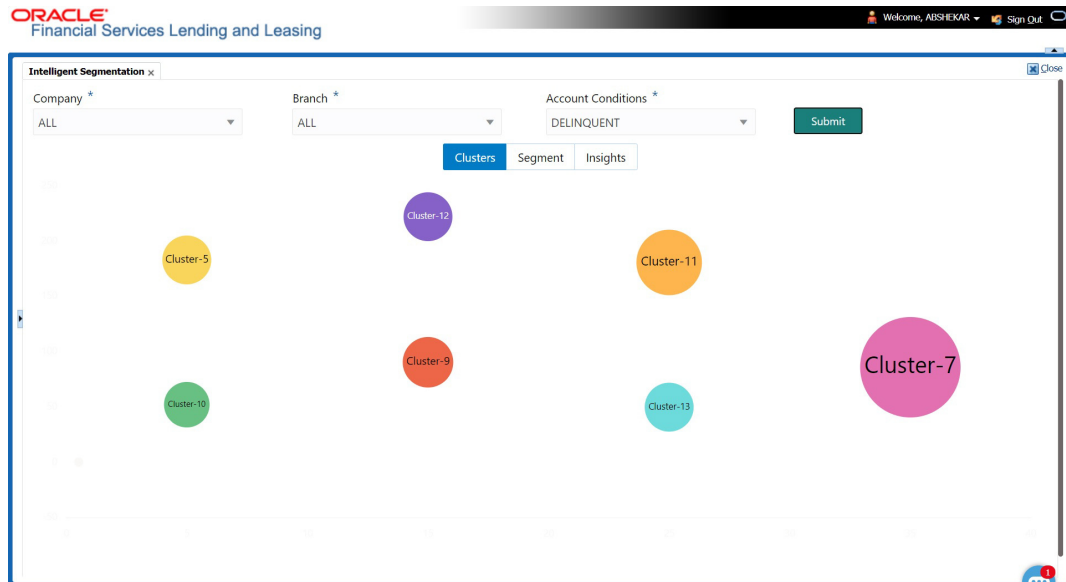 ORACLE
Financial Services Lending and Leasing
Welcome, ABSHEKAR
Sign Out
Intelligent Segmentation x
Close
Company *
Branch *
Account Conditions *
ALL
ALL
DELINQUENT
Submit
Clusters
Segment
Insights
Cluster-12
Cluster-5
Cluster-11
Cluster-9
Cluster-7
Cluster-10
Cluster-13
1